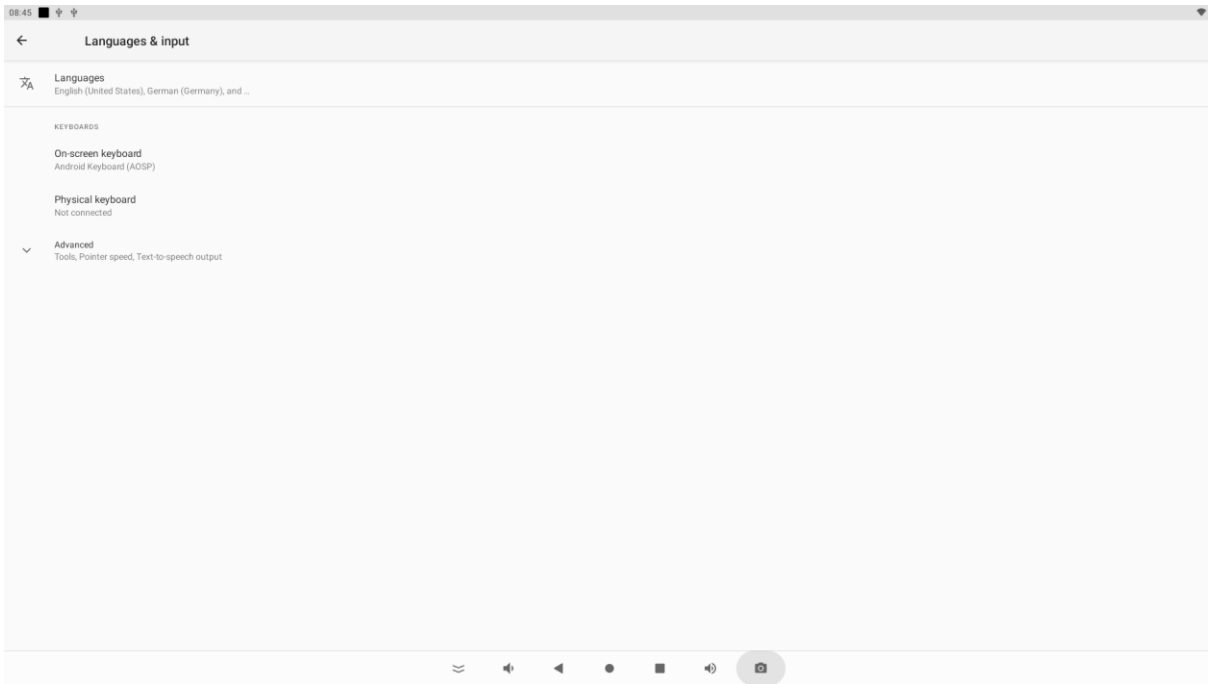 08:45
Languages & input
Languages
English (United States), German (Germany), and ...
KEYBOARDS
On-screen keyboard
Android Keyboard (AOSP)
Physical keyboard
Not connected
Advanced
Tools, Pointer speed, Text-to-speech output